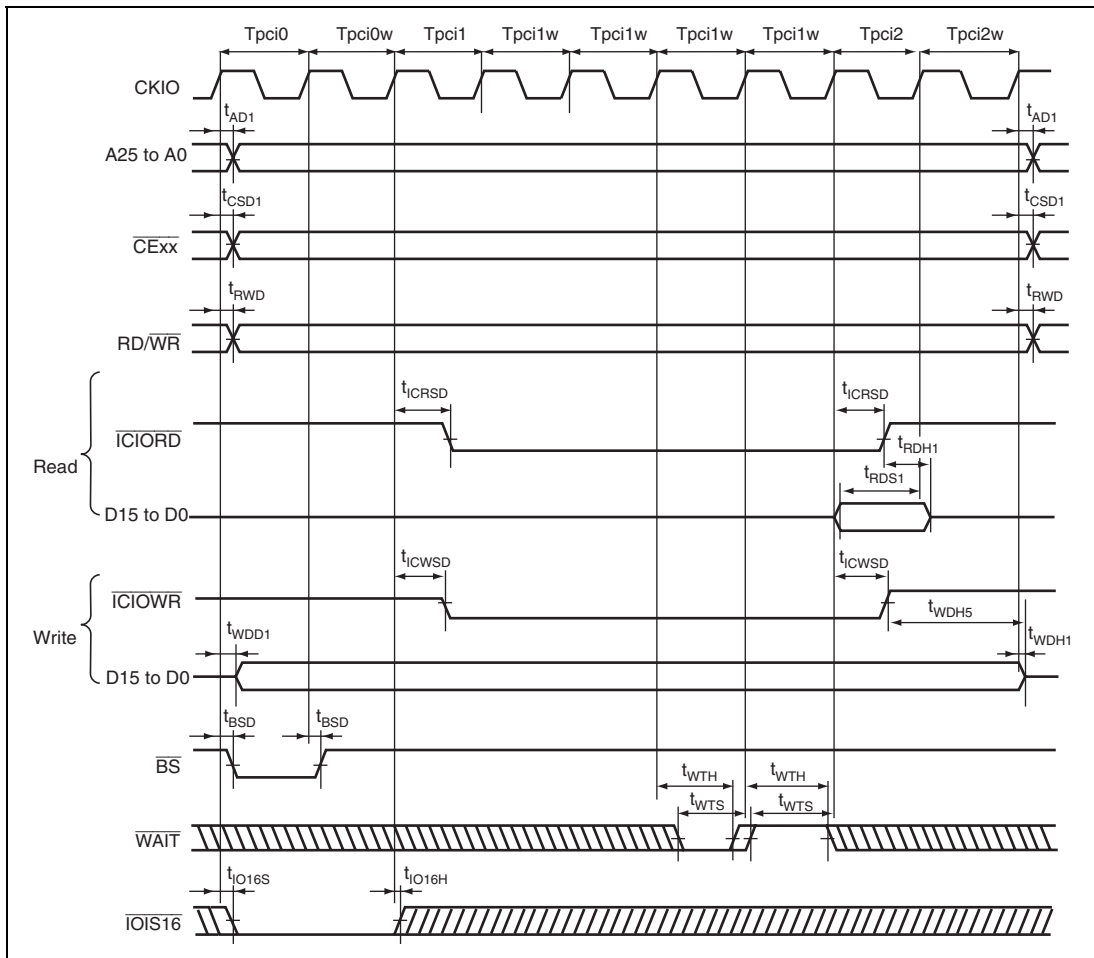 Tpci0 Tpci0w Tpci1 Tpci1w Tpci1w Tpci1w Tpci1w Tpci2 Tpci2w
CKIO
tAD1 tAD1
A25 to A0
tCSD1 tCSD1
CExx
tRWD tRWD
RD/WR
tICRSD tICRSD
ICIORD
tRDH1
Read
tRDS1
D15 to D0
tICWSD tICWSD
ICIOWR
tWDH5
Write
tWDD1 tWDH1
D15 to D0
tBSD tBSD
BS
tWTH tWTH
tWTS tWTS
WAIT
tIO16S tIO16H
IOIS16